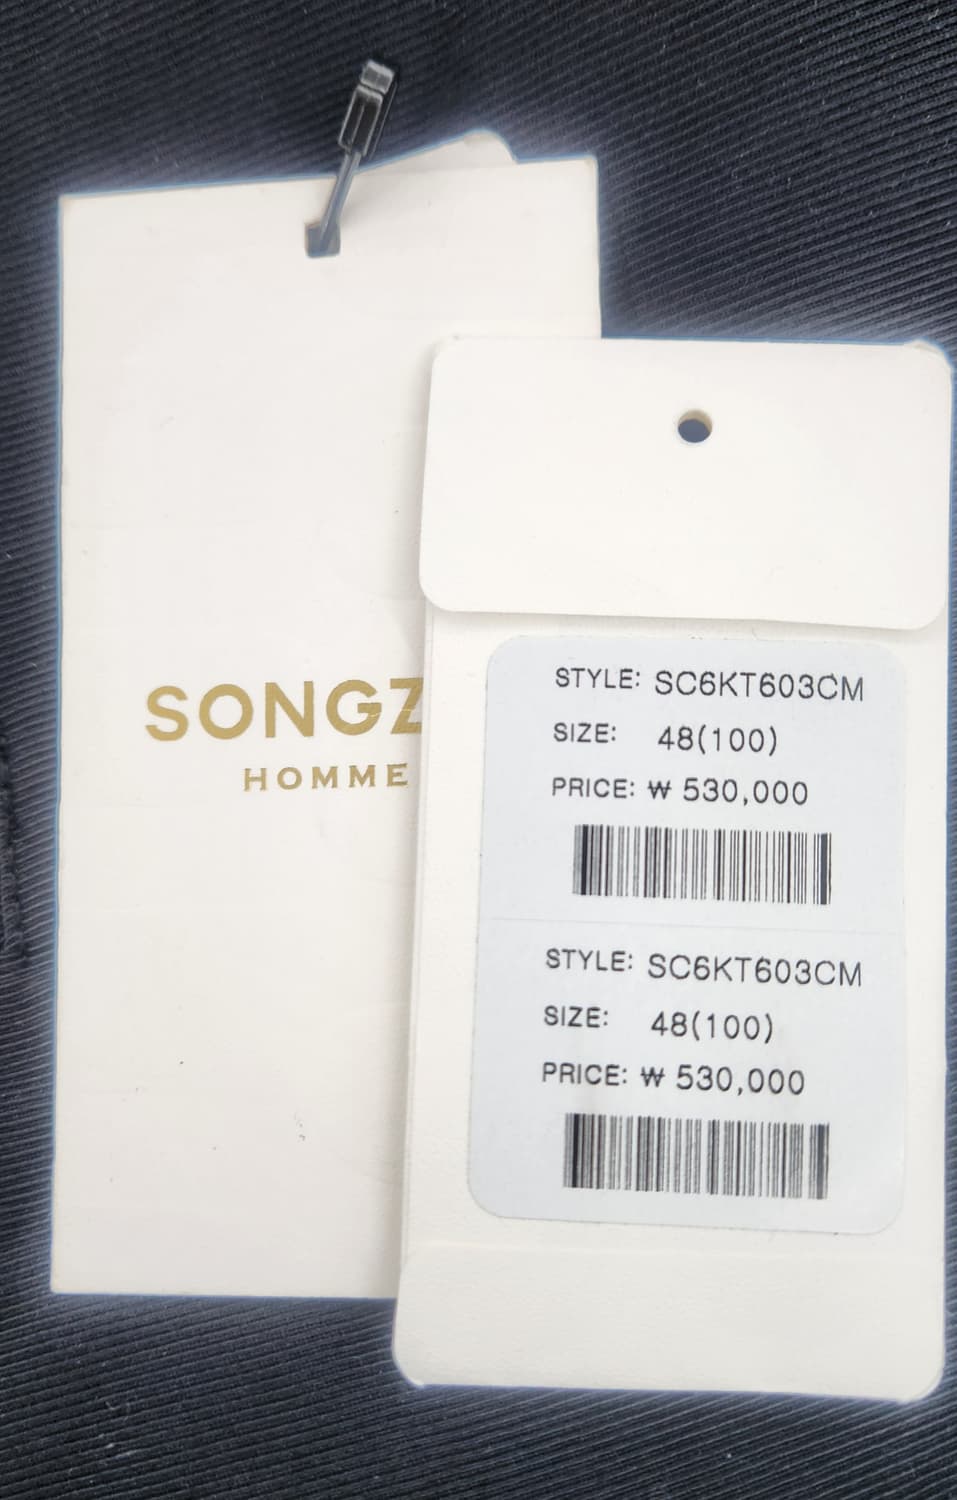 SONGZ
HOMME
STYLE: SC6KT603CM
SIZE: 48(100)
PRICE: ₩ 530,000
STYLE: SC6KT603CM
SIZE: 48(100)
PRICE: ₩ 530,000